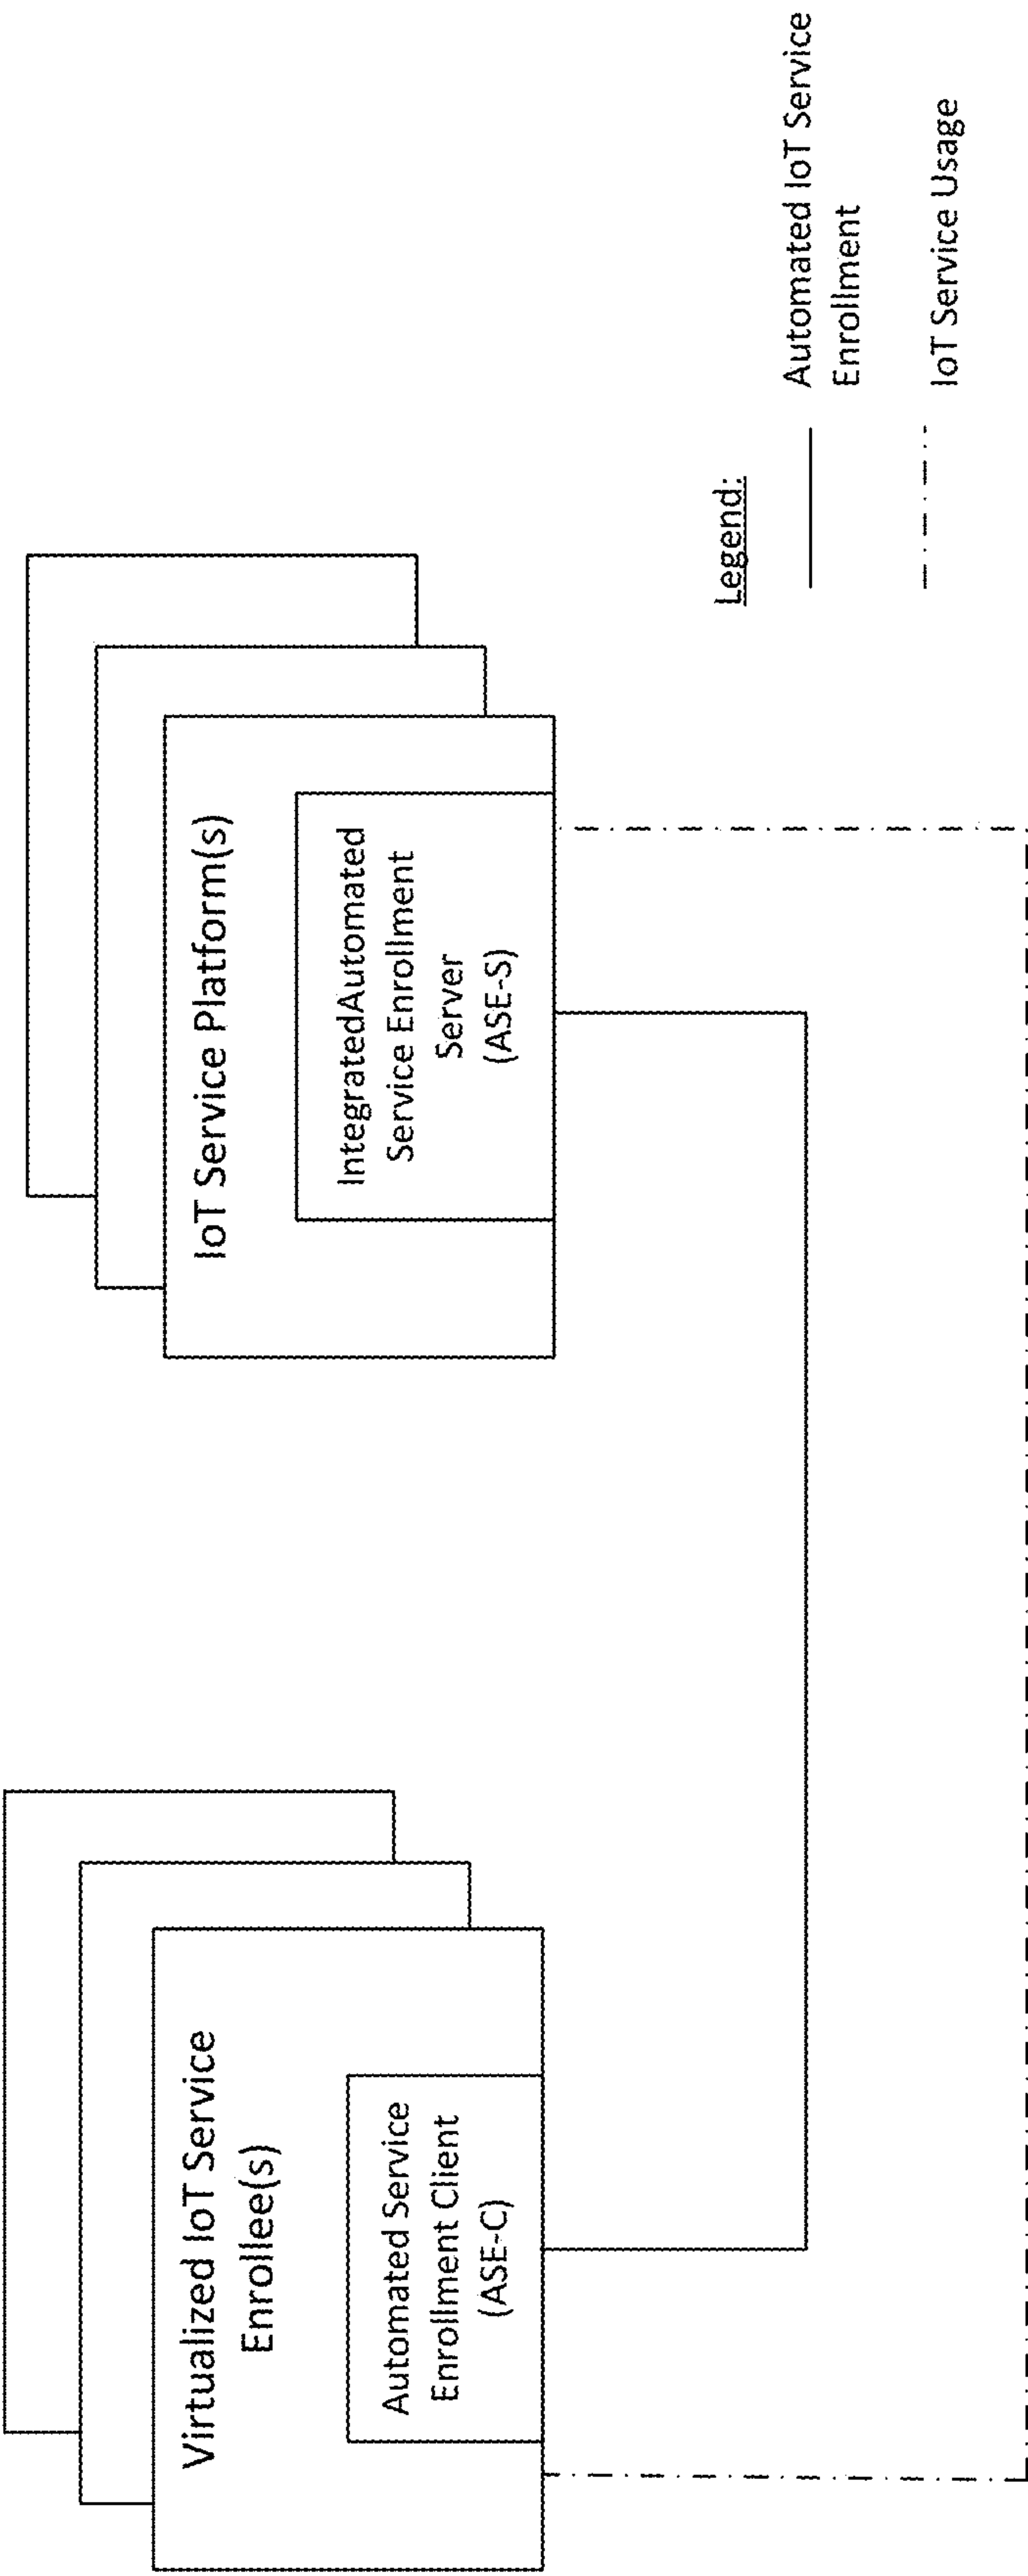 Virtualized IoT Service
Enrollee(s)
Automated Service
Enrollment Client
(ASE-C)
IoT Service Platform(s)
IntegratedAutomated
Service Enrollment
Server
(ASE-S)
Legend:
Automated IoT Service
Enrollment
IoT Service Usage